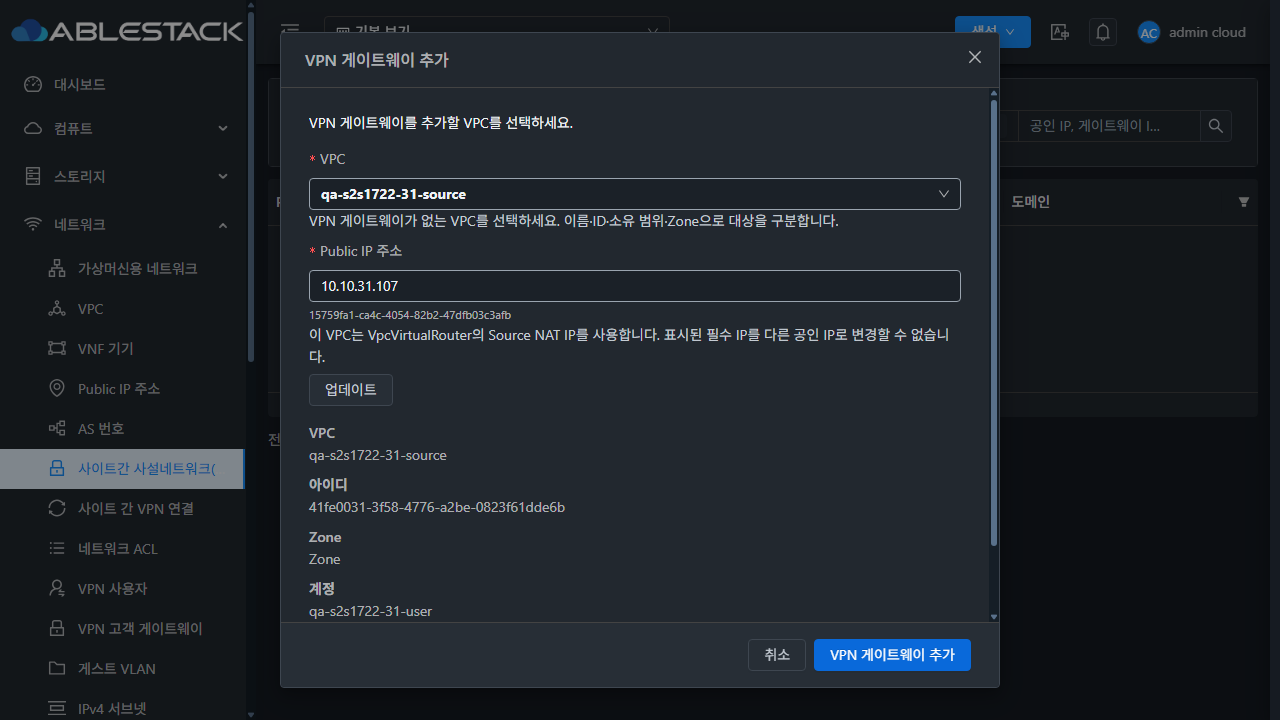 ABLESTACK
기본 보기
생성
admin cloud
AC
대시보드
컴퓨트
스토리지
네트워크
가상머신용 네트워크
VPC
VNF 기기
Public IP 주소
AS 번호
사이트간 사설네트워크(
사이트 간 VPN 연결
네트워크 ACL
VPN 사용자
VPN 고객 게이트웨이
게스트 VLAN
IPv4 서브넷
공인 IP, 게이트웨이 I...
도메인
전
VPN 게이트웨이 추가
VPN 게이트웨이를 추가할 VPC를 선택하세요.
* VPC
qa-s2s1722-31-source
VPN 게이트웨이가 없는 VPC를 선택하세요. 이름·ID·소유 범위·Zone으로 대상을 구분합니다.
* Public IP 주소
10.10.31.107
15759fa1-ca4c-4054-82b2-47dfb03c3afb
이 VPC는 VpcVirtualRouter의 Source NAT IP를 사용합니다. 표시된 필수 IP를 다른 공인 IP로 변경할 수 없습니
다.
업데이트
VPC
qa-s2s1722-31-source
아이디
41fe0031-3f58-4776-a2be-0823f61dde6b
Zone
Zone
계정
qa-s2s1722-31-user
취소
VPN 게이트웨이 추가